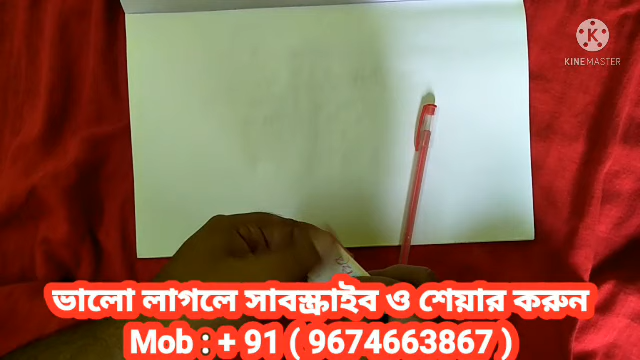 KINEMASTER
ভালো লাগলে সাবস্ক্রাইব ও শেয়ার করুন
Mob : + 91 ( 9674663867 )